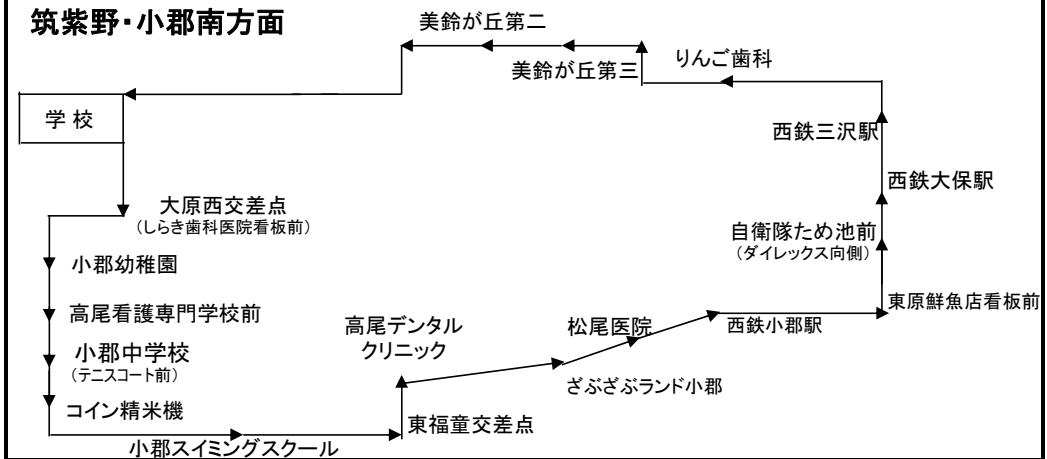 筑紫野・小郡南方面
美鈴が丘第二
美鈴が丘第三
りんご歯科
学校
西鉄三沢駅
西鉄大保駅
大原西交差点
(しらき歯科医院看板前)
自衛隊ため池前
(ダイレックス向側)
小郡幼稚園
東原鮮魚店看板前
高尾看護専門学校前
高尾デンタル
クリニック
松尾医院
西鉄小郡駅
小郡中学校
(テニスコート前)
ざぶざぶランド小郡
コイン精米機
東福童交差点
小郡スイミングスクール